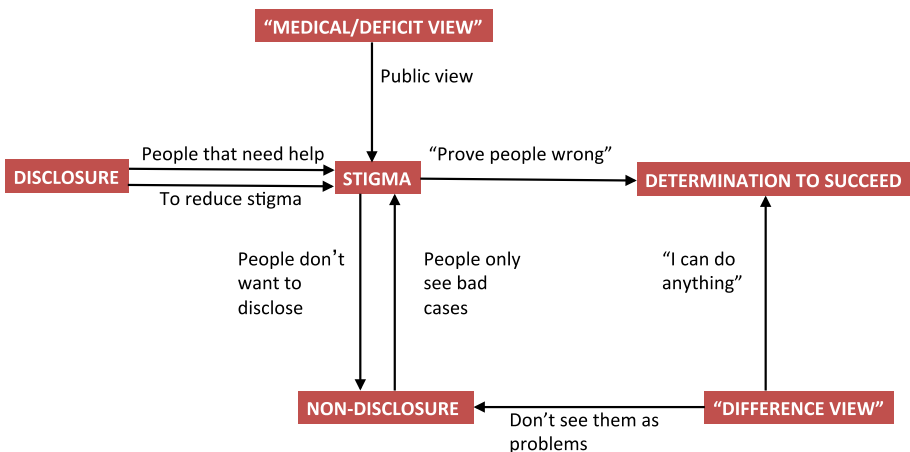 “MEDICAL/DEFICIT VIEW”
Public view
People that need help
“Prove people wrong”
DISCLOSURE
STIGMA
DETERMINATION TO SUCCEED
To reduce stigma
People don’t
want to
disclose
People only
see bad
cases
“I can do
anything”
NON-DISCLOSURE
“DIFFERENCE VIEW”
Don’t see them as
problems